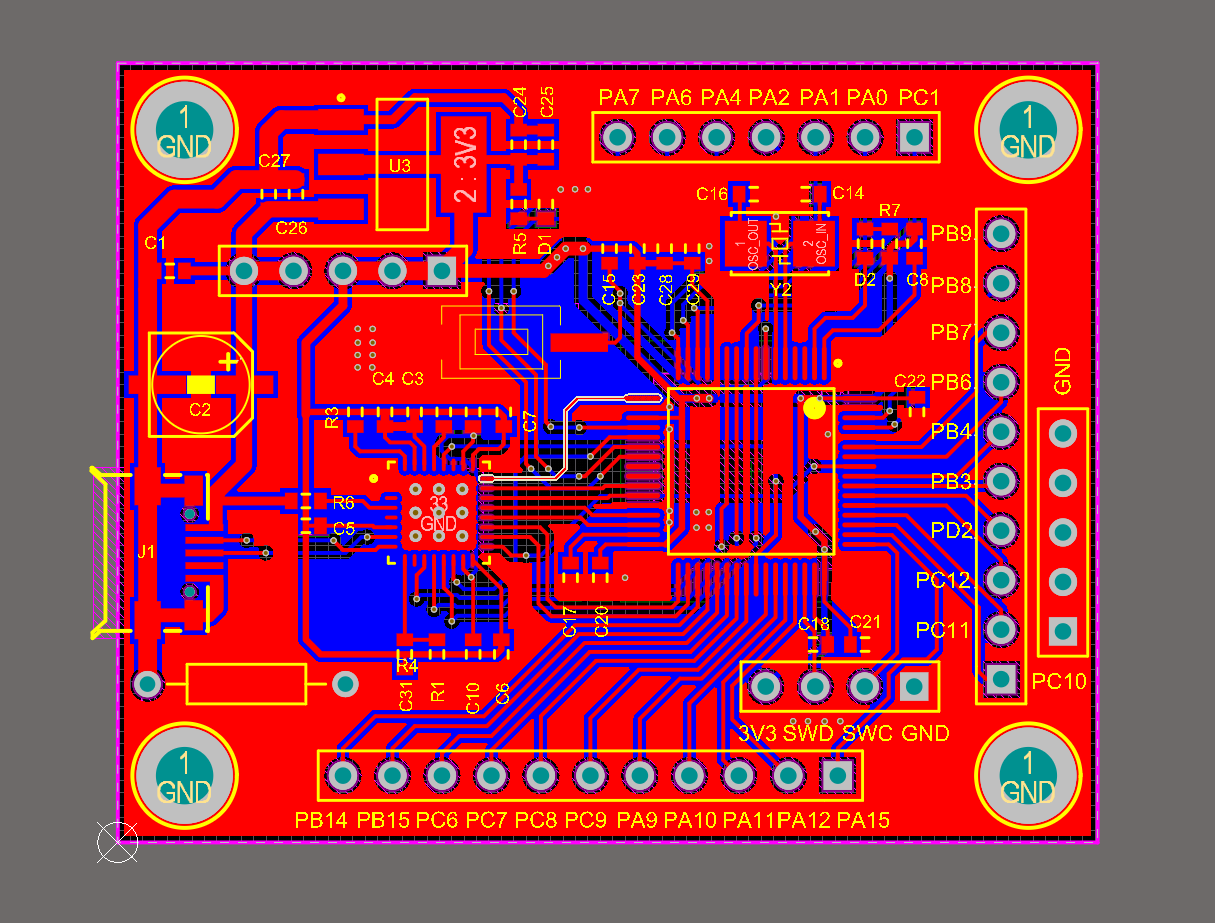 PA7 PA6 PA4 PA2 PA1 PA0 PC1
1
GND
1
GND
C24
C25
C27
U3
2 : 3V3
C26
C1
R5
D1
C16
C14
1
OSC_OUT
2
OSC_IN
Y2
R7
D2
C8
PB9
PB8
PB7
PB6
PB4
PB3
PD2
PC12
PC11
PC10
GND
C15
C23
C28
C29
C22
+
C2
C4 C3
R3
C7
33
GND
R6
C5
J1
C17
C20
C18
C21
R4
C31
R1
C10
C6
3V3 SWD SWC GND
1
GND
1
GND
PB14 PB15 PC6 PC7 PC8 PC9 PA9 PA10 PA11 PA12 PA15